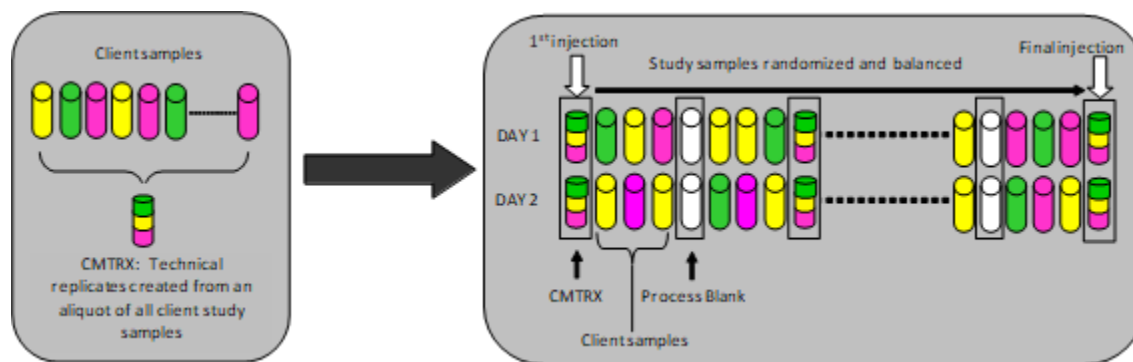 Client samples
CMTRX: Technical
replicates created from an
aliquot of all client study
samples
1st injection
Final injection
Study samples randomized and balanced
DAY 1
DAY 2
CMTRX
Process Blank
Client samples